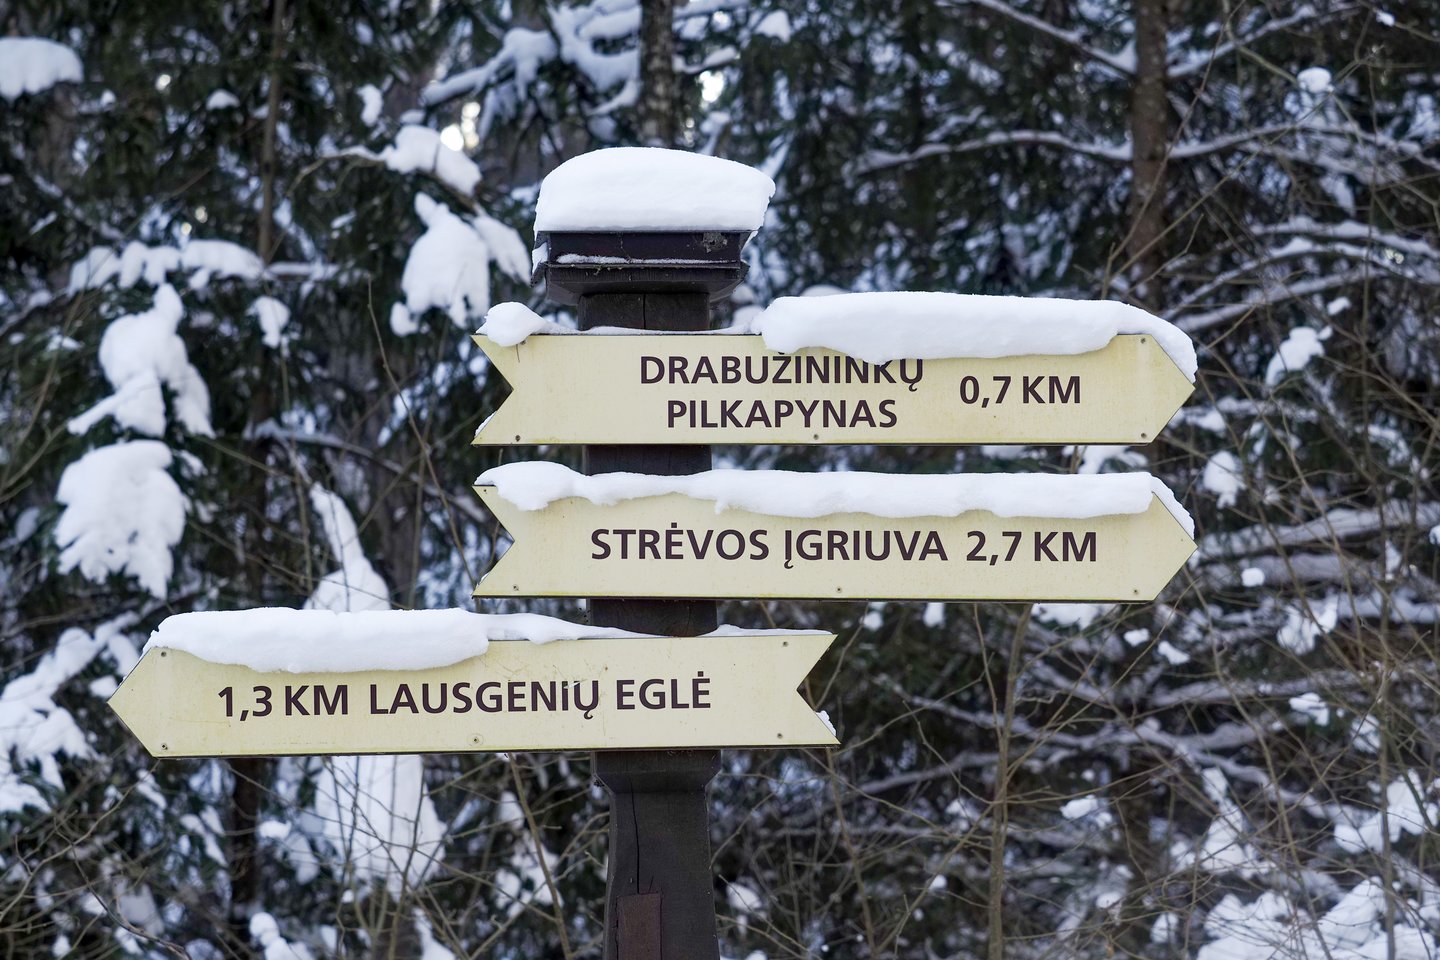 DRABUŽININKŲ
PILKAPYNAS
0,7 KM
STRĖVOS ĮGRIUVA 2,7 KM
1,3 KM LAUSGENIŲ EGLĖ